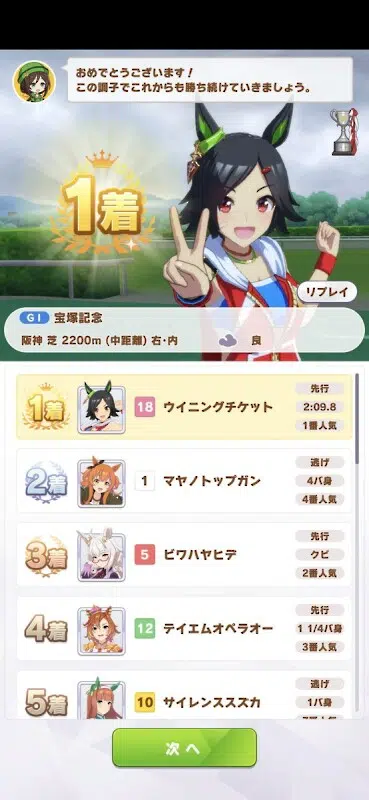 おめでとうございます！
この調子でこれからも勝ち続けていきましょう。
1着
リプレイ
GⅠ 宝塚記念
阪神 芝 2200m (中距離) 右・内 良
1着 18 ウイニングチケット 先行 2:09.8 1番人気
2着 1 マヤノトップガン 逃げ 4バ身 4番人気
3着 5 ビワハヤヒデ 先行 クビ 2番人気
4着 12 テイエムオペラオー 先行 1 1/4バ身 3番人気
5着 10 サイレンススズカ 逃げ 1バ身
次へ